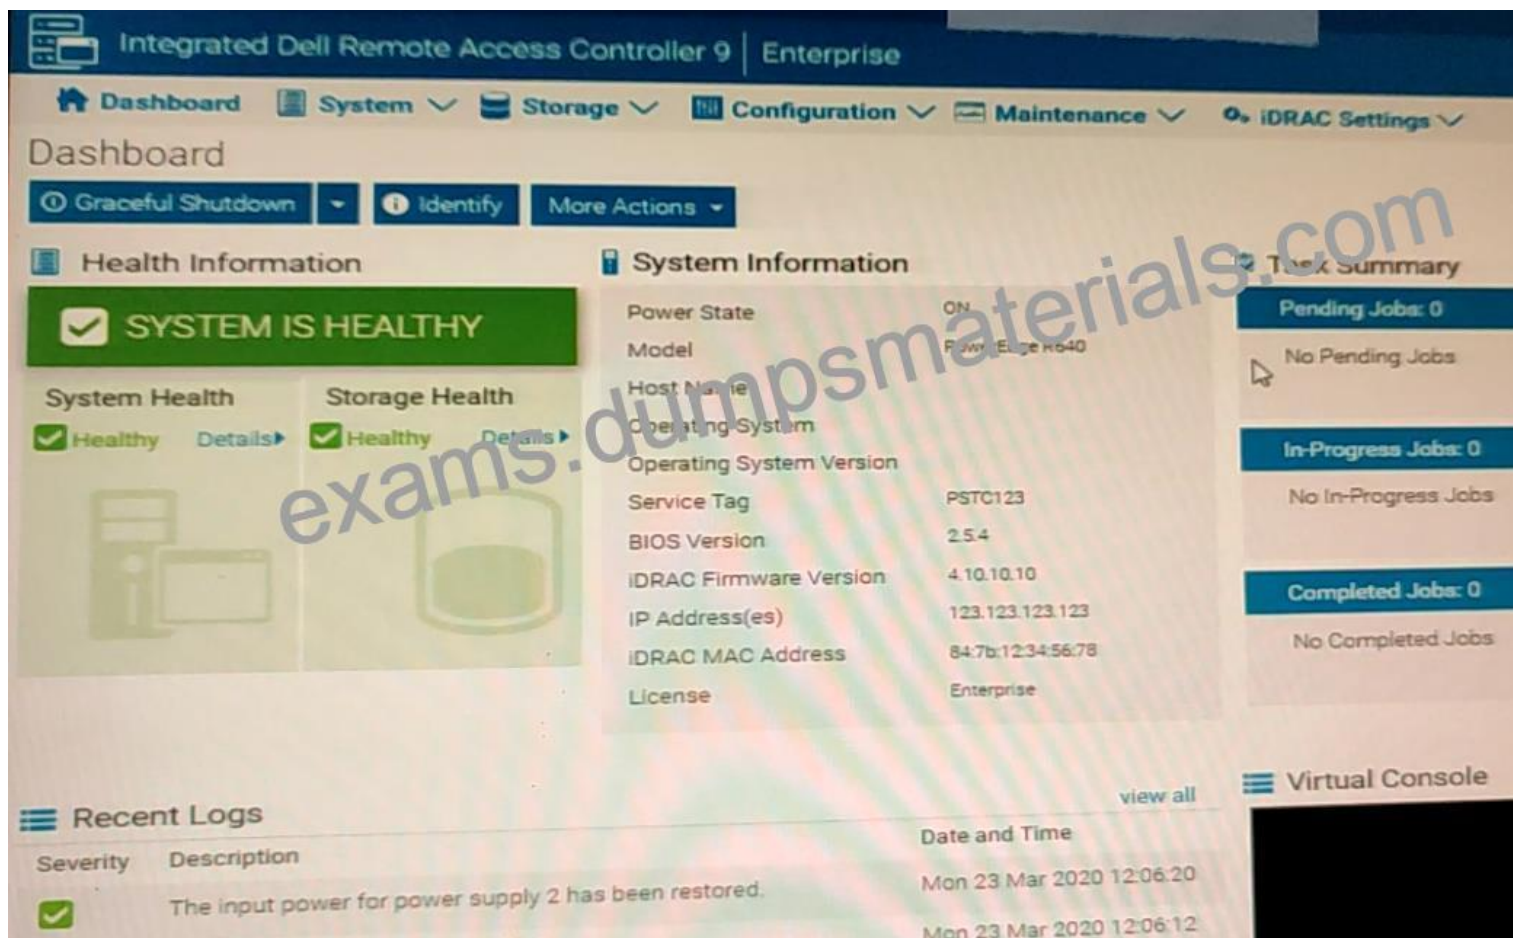 Integrated Dell Remote Access Controller 9 | Enterprise
Dashboard System Storage Configuration Maintenance iDRAC Settings
Dashboard
Graceful Shutdown Identify More Actions
Health Information
SYSTEM IS HEALTHY
System Health Storage Health
Healthy Details Healthy Details
System Information
Power State ON
Model PowerEdge R640
Host Name
Operating System
Operating System Version
Service Tag PSTC123
BIOS Version 2.5.4
iDRAC Firmware Version 4.10.10.10
IP Address(es) 123.123.123.123
iDRAC MAC Address 84:7b:12:34:56:78
License Enterprise
Task Summary
Pending Jobs: 0
No Pending Jobs
In-Progress Jobs: 0
No In-Progress Jobs
Completed Jobs: 0
No Completed Jobs
exams.dumpsmaterials.com
Recent Logs
view all
Severity Description Date and Time
The input power for power supply 2 has been restored. Mon 23 Mar 2020 12:06:20
Mon 23 Mar 2020 12:06:12
Virtual Console